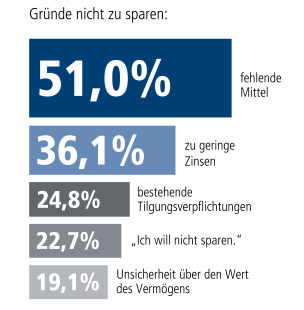 Gründe nicht zu sparen:
51,0%
fehlende
Mittel
36,1%
zu geringe
Zinsen
24,8%
bestehende
Tilgungsverpflichtungen
22,7%
„Ich will nicht sparen.“
19,1%
Unsicherheit über den Wert
des Vermögens